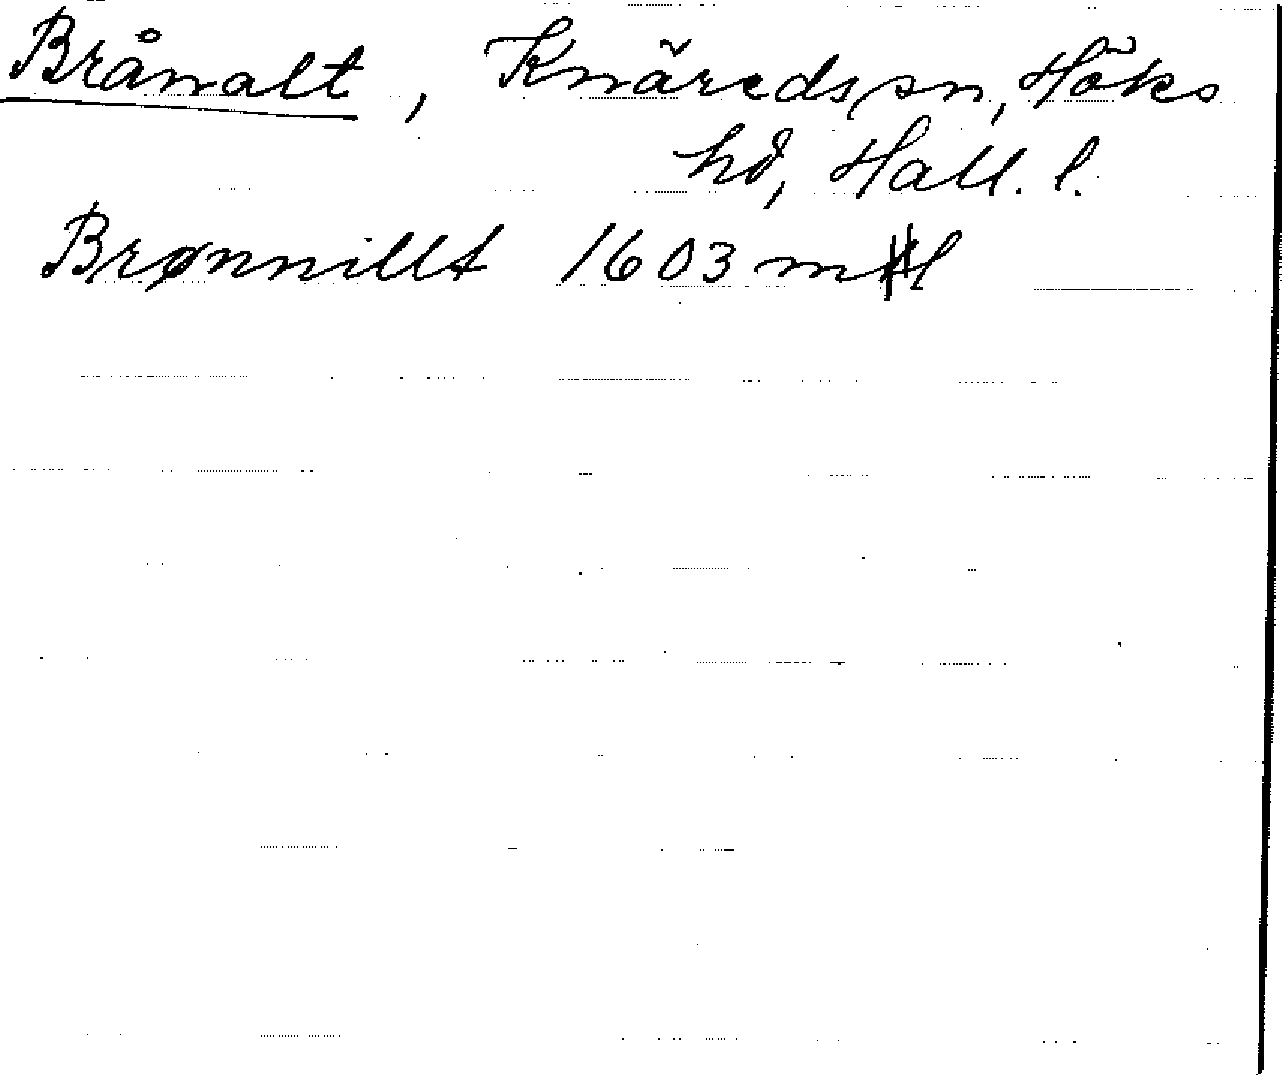 Brånalt, Knäreds sn, Höks
hd, Hall. l.
Brønnillt 1603